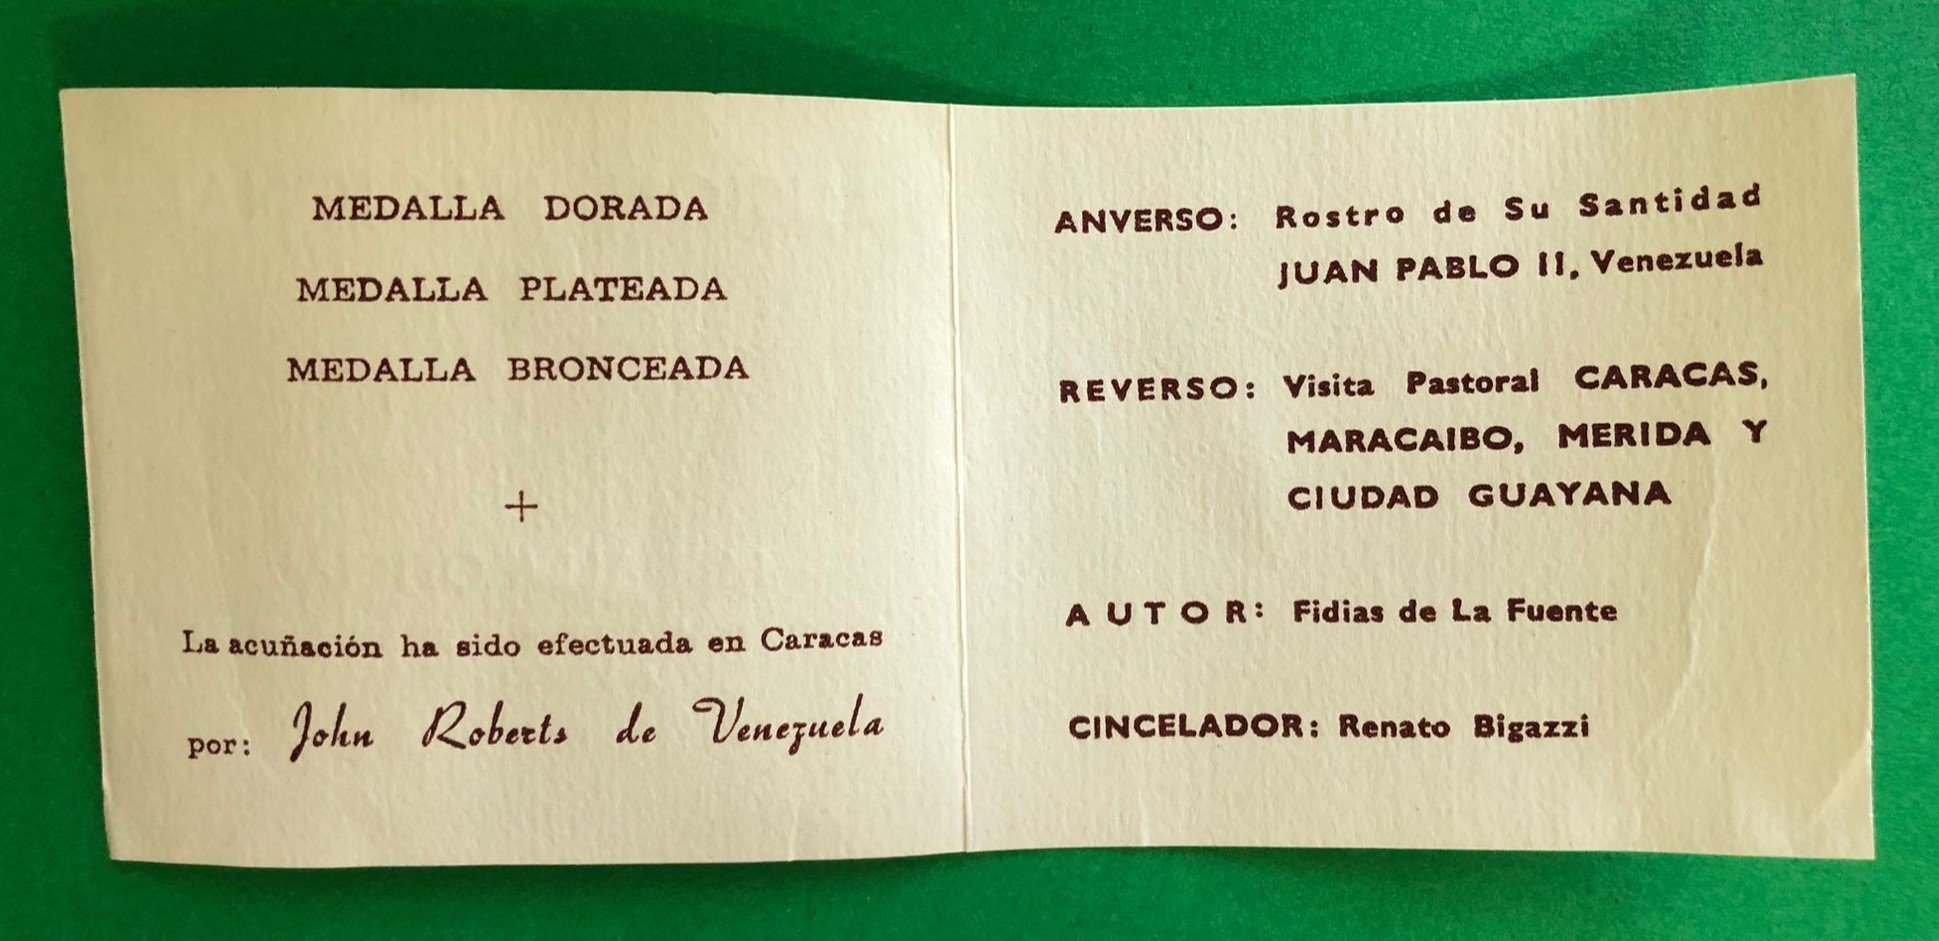 MEDALLA DORADA
MEDALLA PLATEADA
MEDALLA BRONCEADA
+
La acuñación ha sido efectuada en Caracas
por: John Roberts de Venezuela
ANVERSO: Rostro de Su Santidad
JUAN PABLO II, Venezuela
REVERSO: Visita Pastoral CARACAS,
MARACAIBO, MERIDA Y
CIUDAD GUAYANA
AUTOR: Fidias de La Fuente
CINCELADOR: Renato Bigazzi